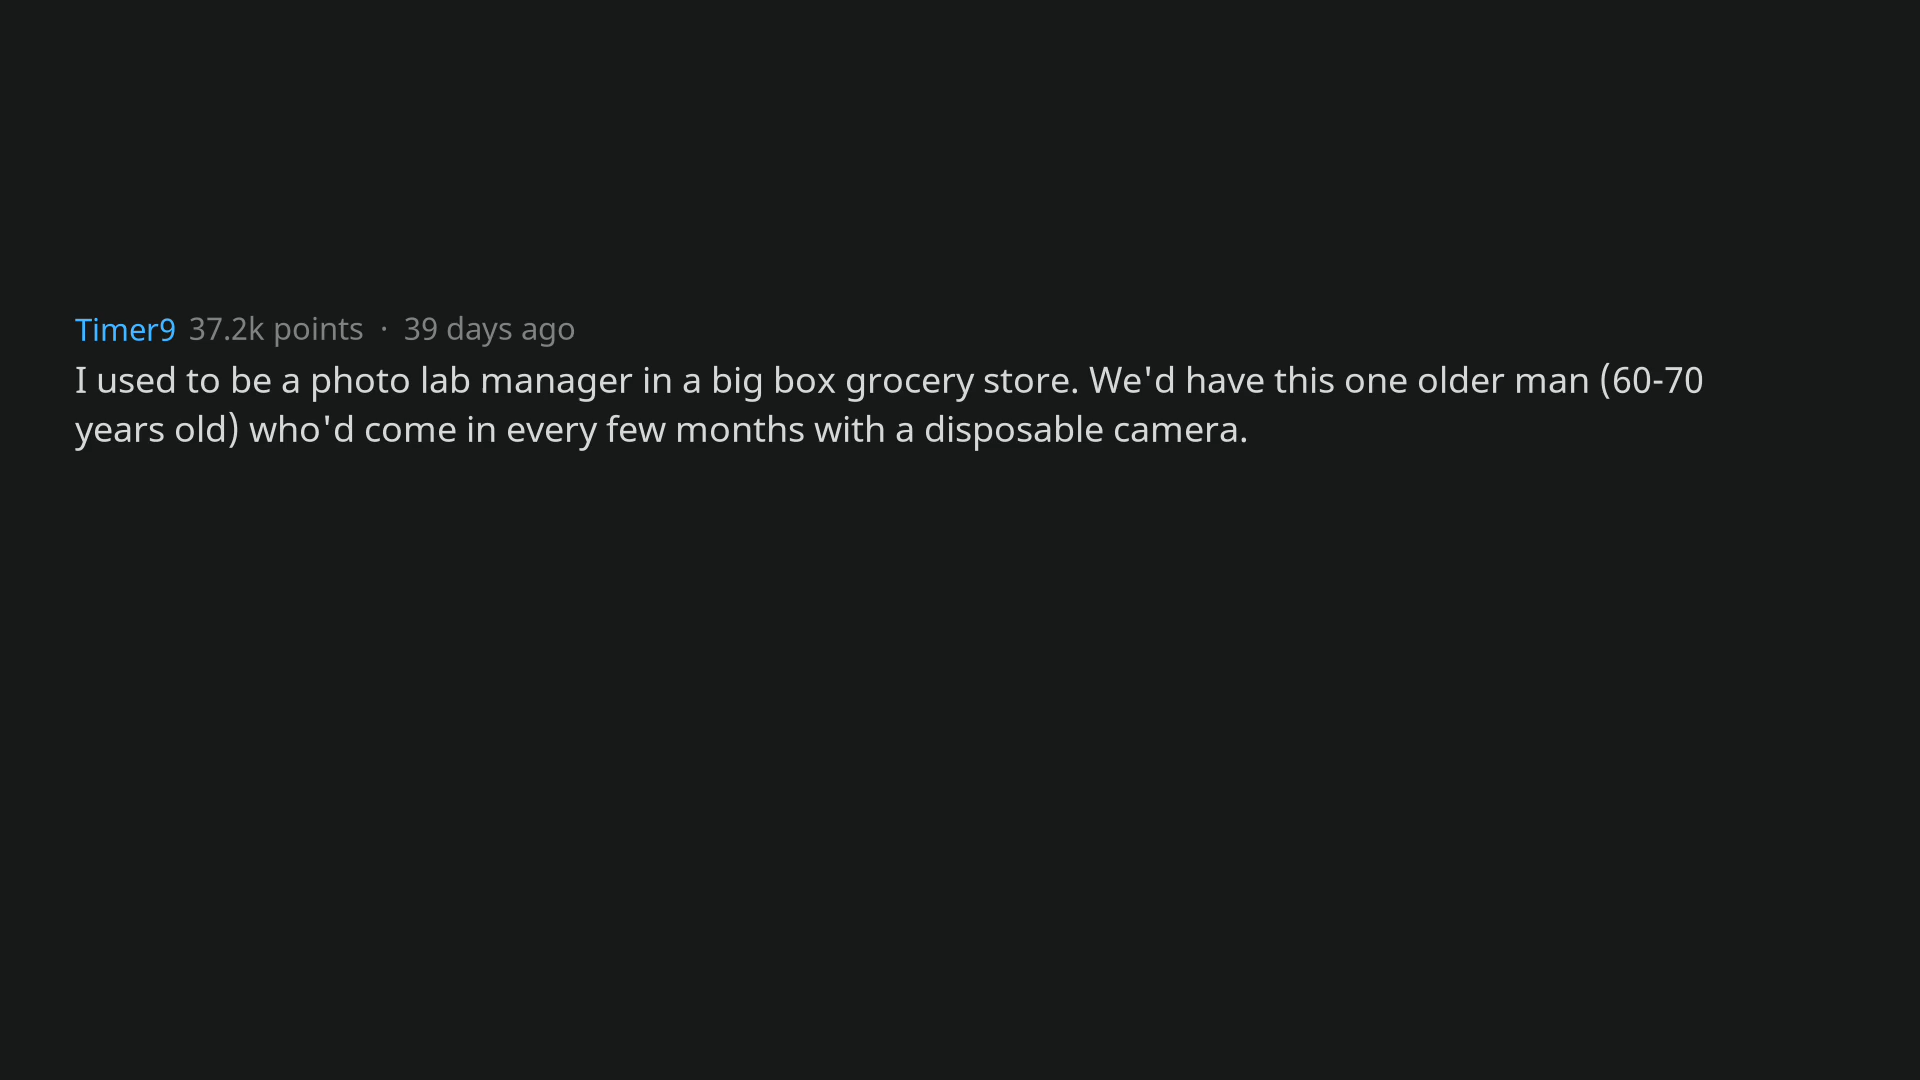 Timer9 37.2k points · 39 days ago
I used to be a photo lab manager in a big box grocery store. We'd have this one older man (60-70
years old) who'd come in every few months with a disposable camera.